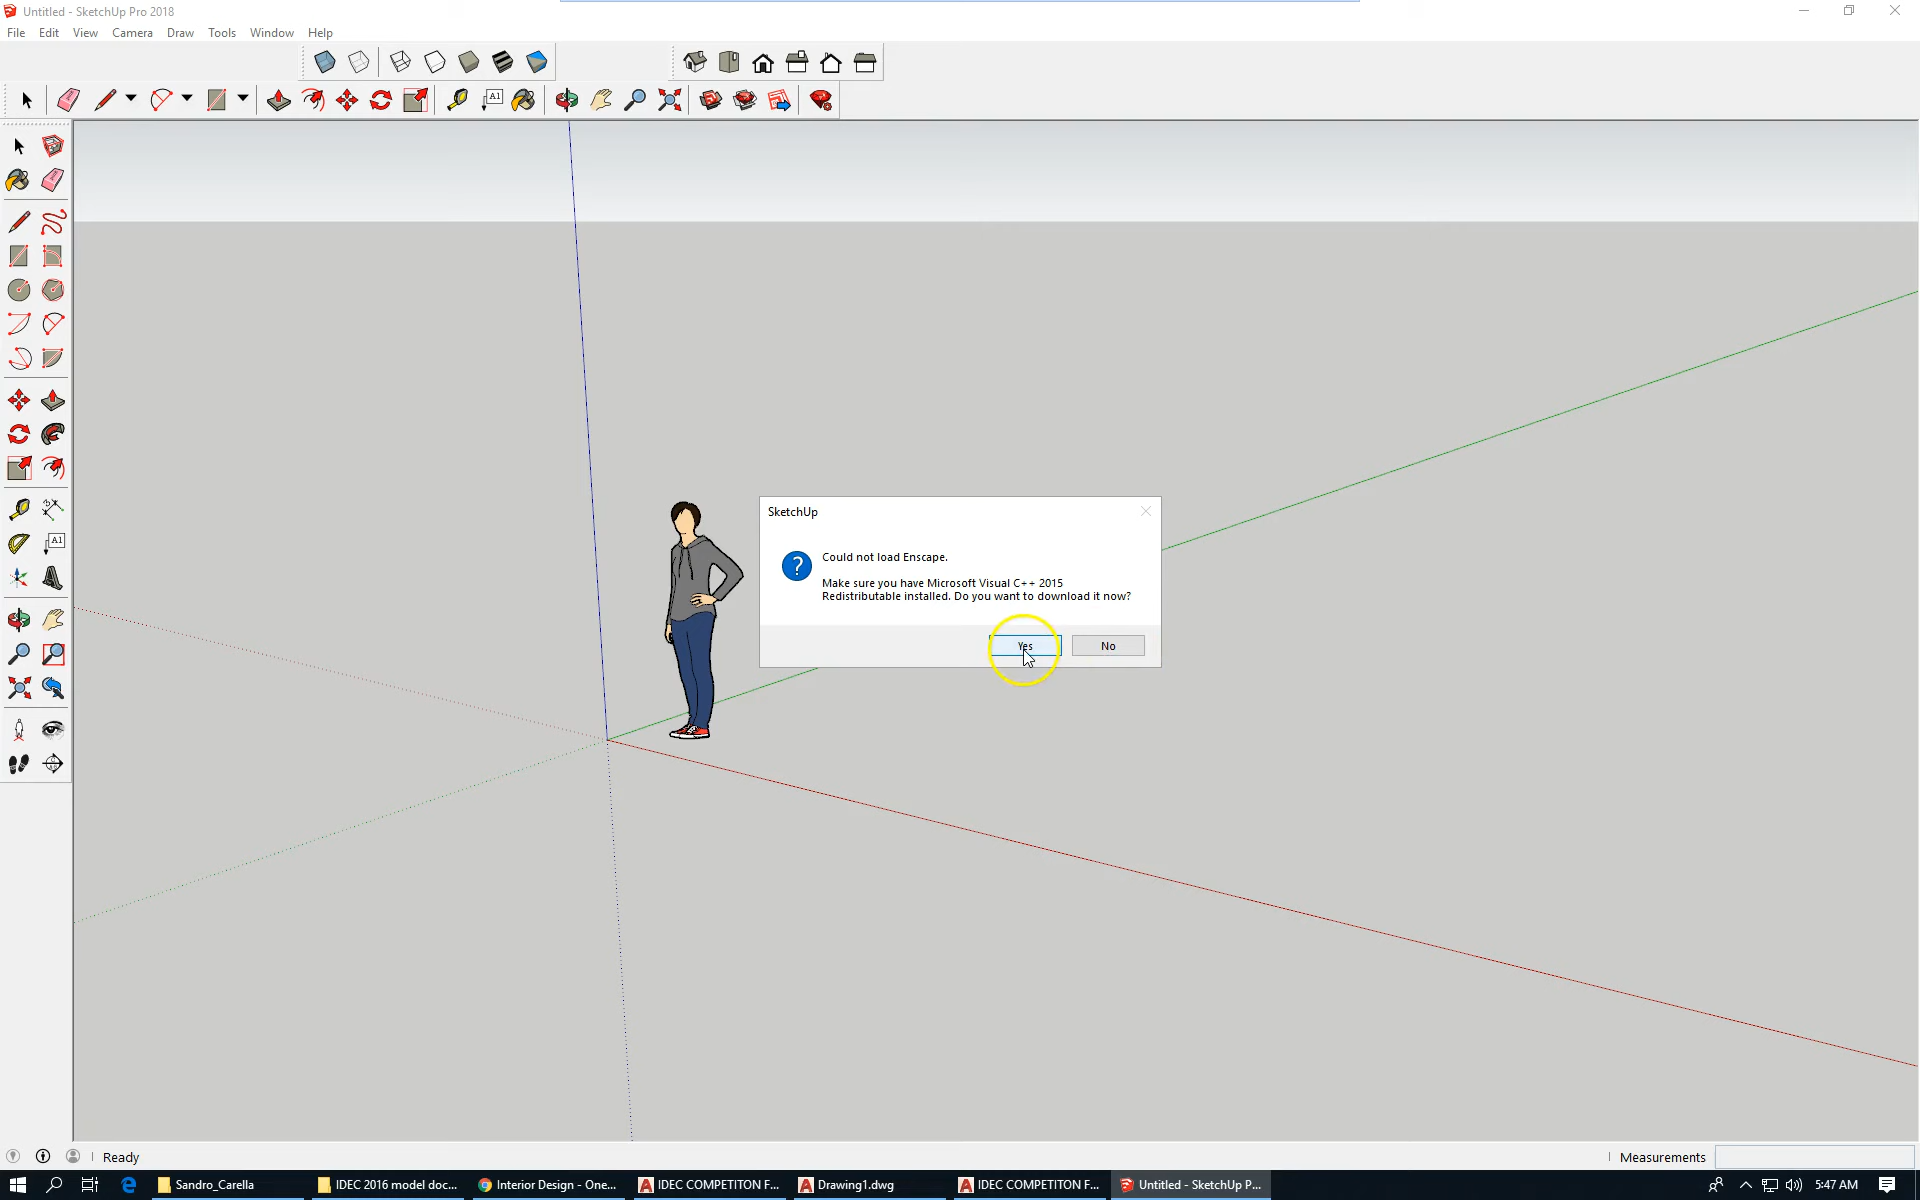 Untitled - SketchUp Pro 2018
File Edit View Camera Draw Tools Window Help
A1
A1
SketchUp
Could not load Enscape.
Make sure you have Microsoft Visual C++ 2015
Redistributable installed. Do you want to download it now?
Yes No
Ready
Measurements
Sandro_Carella
IDEC 2016 model doc...
Interior Design - One...
IDEC COMPETITON F...
Drawing1.dwg
IDEC COMPETITON F...
Untitled - SketchUp P...
5:47 AM